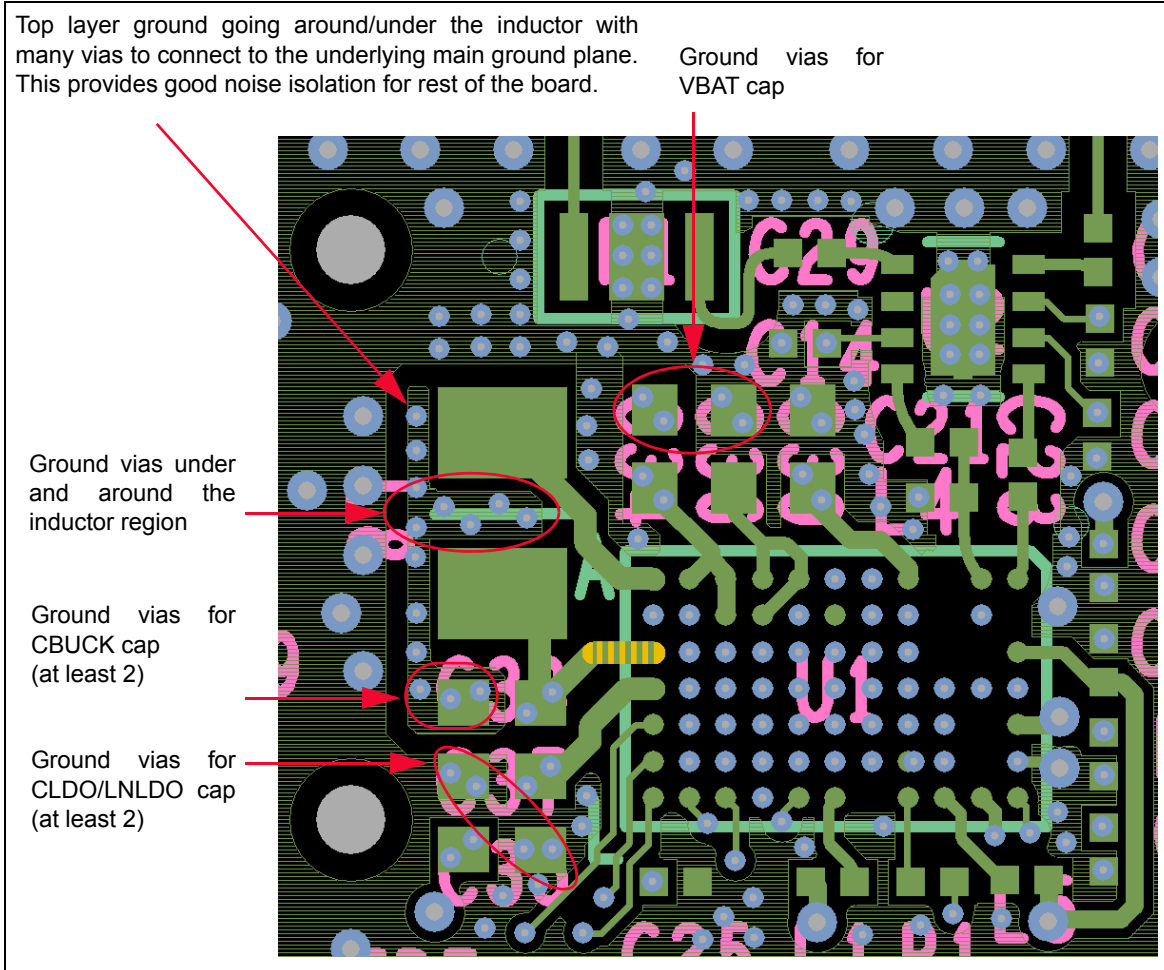 Top layer ground going around/under the inductor with
many vias to connect to the underlying main ground plane.
This provides good noise isolation for rest of the board.
Ground vias for
VBAT cap
C29
C14
C21
L4
Ground vias under
and around the
inductor region
A
Ground vias for
CBUCK cap
(at least 2)
U1
Ground vias for
CLDO/LNLDO cap
(at least 2)
C25